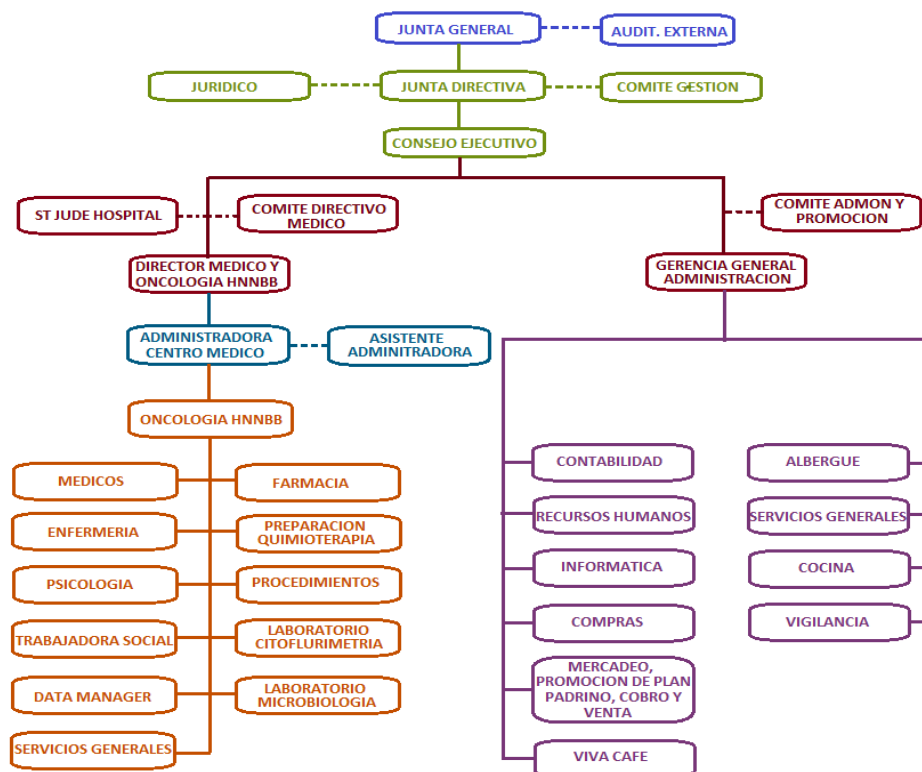 JUNTA GENERAL
AUDIT. EXTERNA
JURIDICO
JUNTA DIRECTIVA
COMITE GESTION
CONSEJO EJECUTIVO
ST JUDE HOSPITAL
COMITE DIRECTIVO
MEDICO
COMITE ADMON Y
PROMOCION
DIRECTOR MEDICO Y
ONCOLOGIA HNNBB
GERENCIA GENERAL
ADMINISTRACION
ADMINISTRADORA
CENTRO MEDICO
ASISTENTE
ADMINITRADORA
ONCOLOGIA HNNBB
MEDICOS
FARMACIA
ENFERMERIA
PREPARACION
QUIMIOTERAPIA
PSICOLOGIA
PROCEDIMIENTOS
TRABAJADORA SOCIAL
LABORATORIO
CITOFLURIMETRIA
DATA MANAGER
LABORATORIO
MICROBIOLOGIA
SERVICIOS GENERALES
CONTABILIDAD
ALBERGUE
RECURSOS HUMANOS
SERVICIOS GENERALES
INFORMATICA
COCINA
COMPRAS
VIGILANCIA
MERCADEO,
PROMOCION DE PLAN
PADRINO, COBRO Y
VENTA
VIVA CAFE